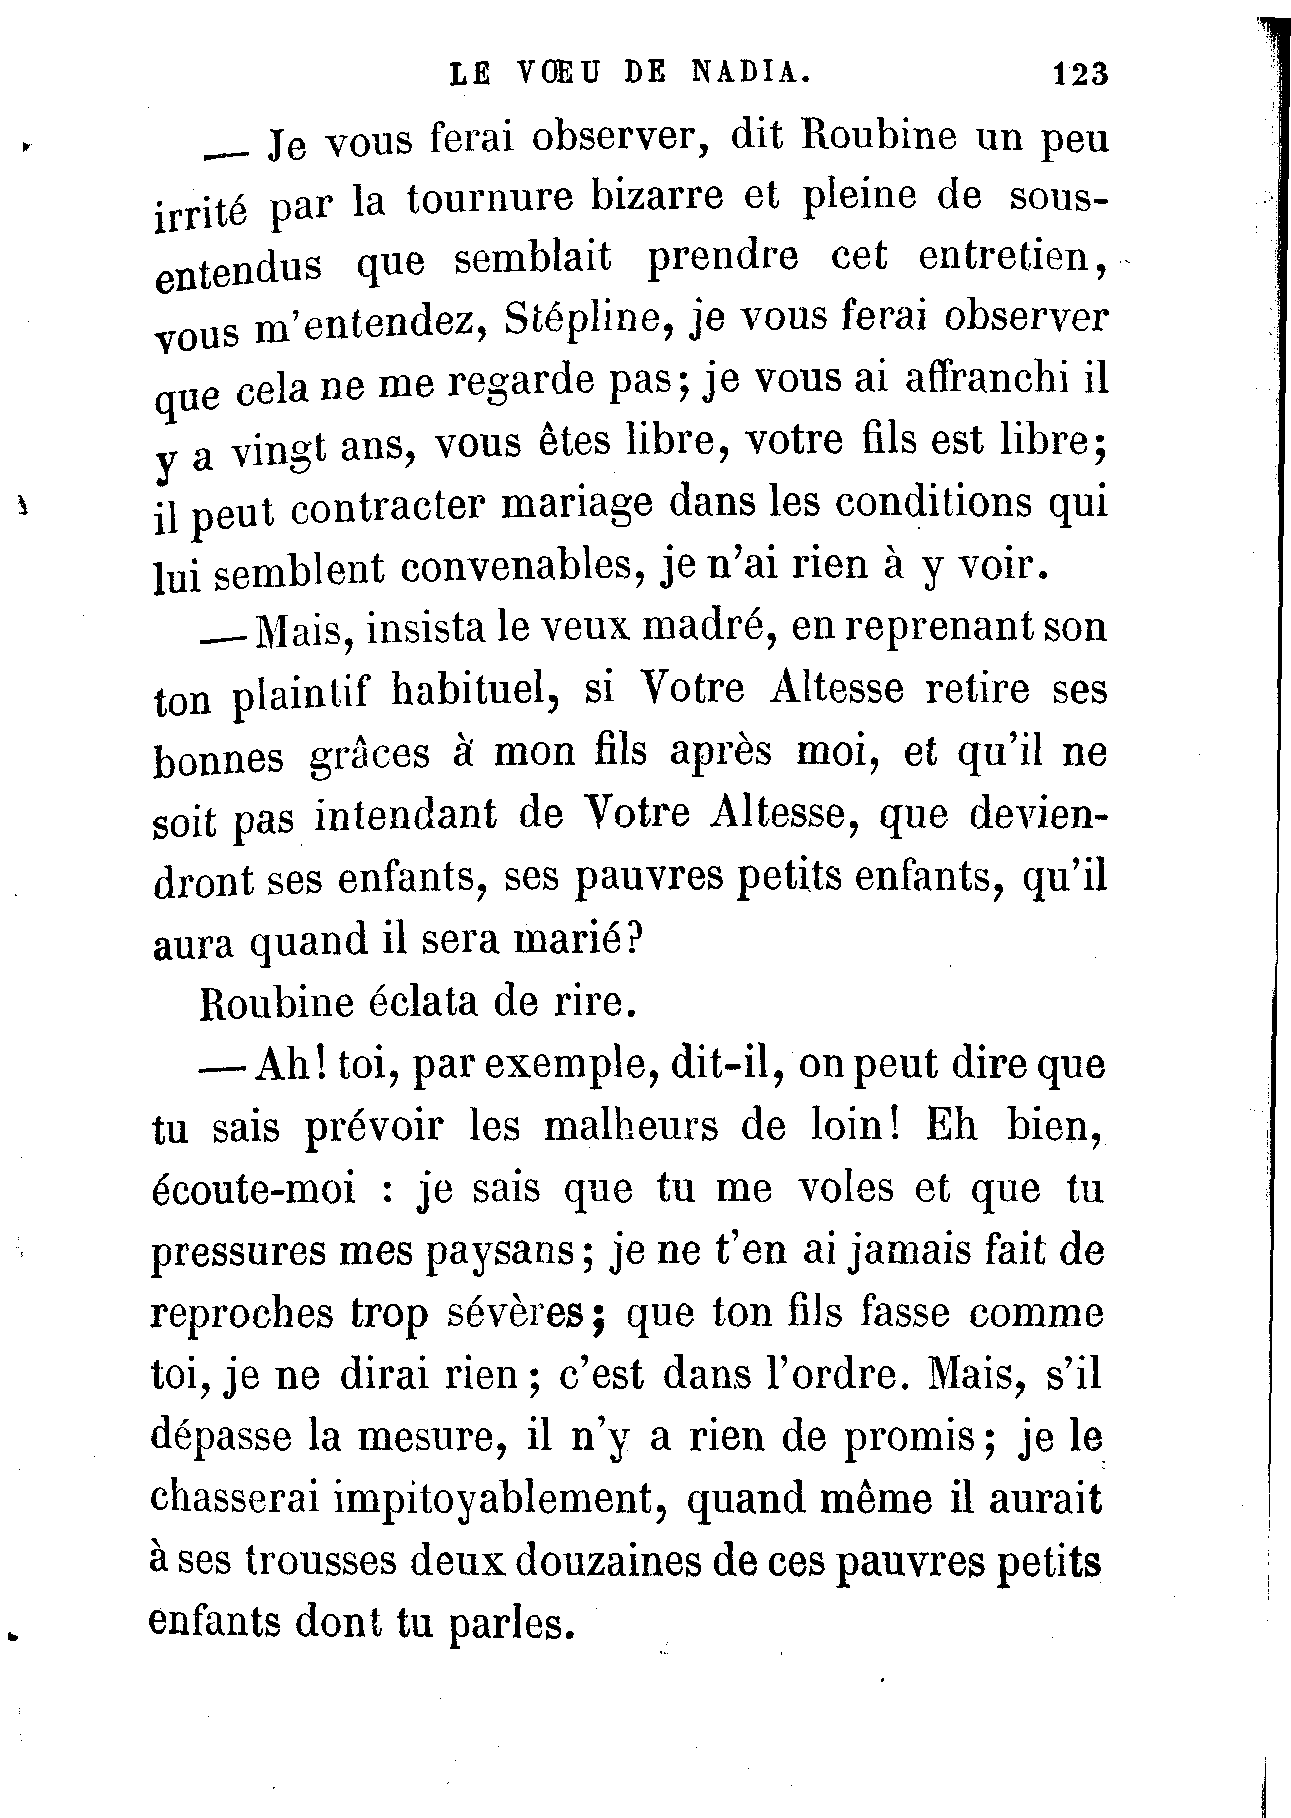 LE VŒU DE NADIA. 123
— Je vous ferai observer, dit Roubine un peu
irrité par la tournure bizarre et pleine de sous-
entendus que semblait prendre cet entretien,
vous m'entendez, Stépline, je vous ferai observer
que cela ne me regarde pas; je vous ai affranchi il
y a vingt ans, vous êtes libre, votre fils est libre;
il peut contracter mariage dans les conditions qui
lui semblent convenables, je n'ai rien à y voir.
— Mais, insista le veux madré, en reprenant son
ton plaintif habituel, si Votre Altesse retire ses
bonnes grâces à mon fils après moi, et qu'il ne
soit pas intendant de Votre Altesse, que devien-
dront ses enfants, ses pauvres petits enfants, qu'il
aura quand il sera marié?
Roubine éclata de rire.
— Ah! toi, par exemple, dit-il, on peut dire que
tu sais prévoir les malheurs de loin! Eh bien,
écoute-moi : je sais que tu me voles et que tu
pressures mes paysans; je ne t'en ai jamais fait de
reproches trop sévères; que ton fils fasse comme
toi, je ne dirai rien; c'est dans l'ordre. Mais, s'il
dépasse la mesure, il n'y a rien de promis; je le
chasserai impitoyablement, quand même il aurait
à ses trousses deux douzaines de ces pauvres petits
enfants dont tu parles.